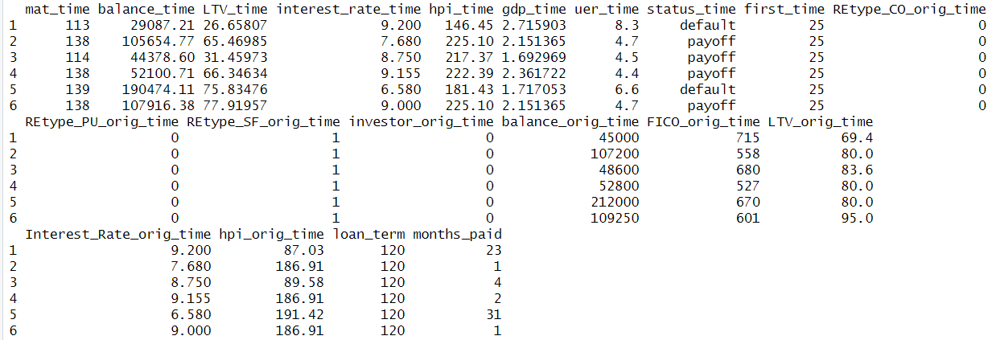 mat_time balance_time LTV_time interest_rate_time hpi_time gdp_time uer_time status_time first_time REtype_CO_orig_time
1 113 29087.21 26.65807 9.200 146.45 2.715903 8.3 default 25 0
2 138 105654.77 65.46985 7.680 225.10 2.151365 4.7 payoff 25 0
3 114 44378.60 31.45973 8.750 217.37 1.692969 4.5 payoff 25 0
4 138 52100.71 66.34634 9.155 222.39 2.361722 4.4 payoff 25 0
5 139 190474.11 75.83476 6.580 181.43 1.717053 6.6 default 25 0
6 138 107916.38 77.91957 9.000 225.10 2.151365 4.7 payoff 25 0
REtype_PU_orig_time REtype_SF_orig_time investor_orig_time balance_orig_time FICO_orig_time LTV_orig_time
1 0 1 0 45000 715 69.4
2 0 1 0 107200 558 80.0
3 0 1 0 48600 680 83.6
4 0 1 0 52800 527 80.0
5 0 1 0 212000 670 80.0
6 0 1 0 109250 601 95.0
Interest_Rate_orig_time hpi_orig_time loan_term months_paid
1 9.200 87.03 120 23
2 7.680 186.91 120 1
3 8.750 89.58 120 4
4 9.155 186.91 120 2
5 6.580 191.42 120 31
6 9.000 186.91 120 1